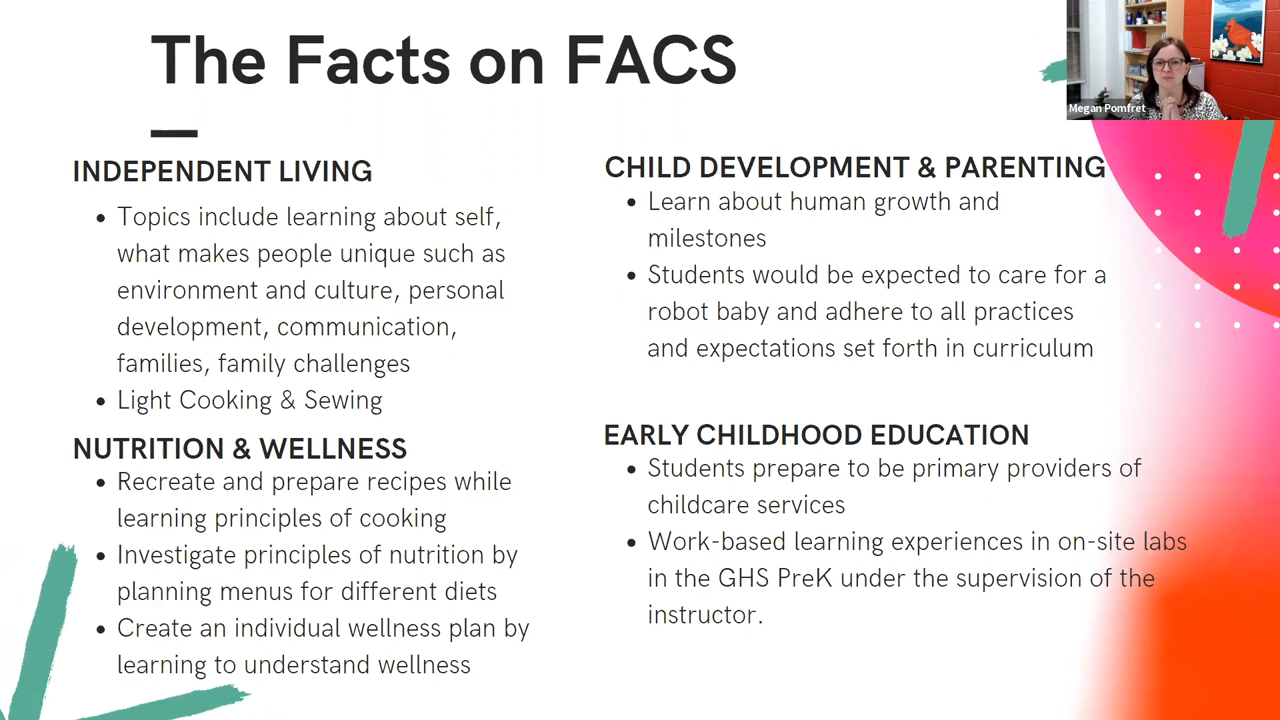 The Facts on FACS
Megan Pomfret
INDEPENDENT LIVING
• Topics include learning about self,
what makes people unique such as
environment and culture, personal
development, communication,
families, family challenges
• Light Cooking & Sewing
NUTRITION & WELLNESS
• Recreate and prepare recipes while
learning principles of cooking
• Investigate principles of nutrition by
planning menus for different diets
• Create an individual wellness plan by
learning to understand wellness
CHILD DEVELOPMENT & PARENTING
• Learn about human growth and
milestones
• Students would be expected to care for a
robot baby and adhere to all practices
and expectations set forth in curriculum
EARLY CHILDHOOD EDUCATION
• Students prepare to be primary providers of
childcare services
• Work-based learning experiences in on-site labs
in the GHS PreK under the supervision of the
instructor.